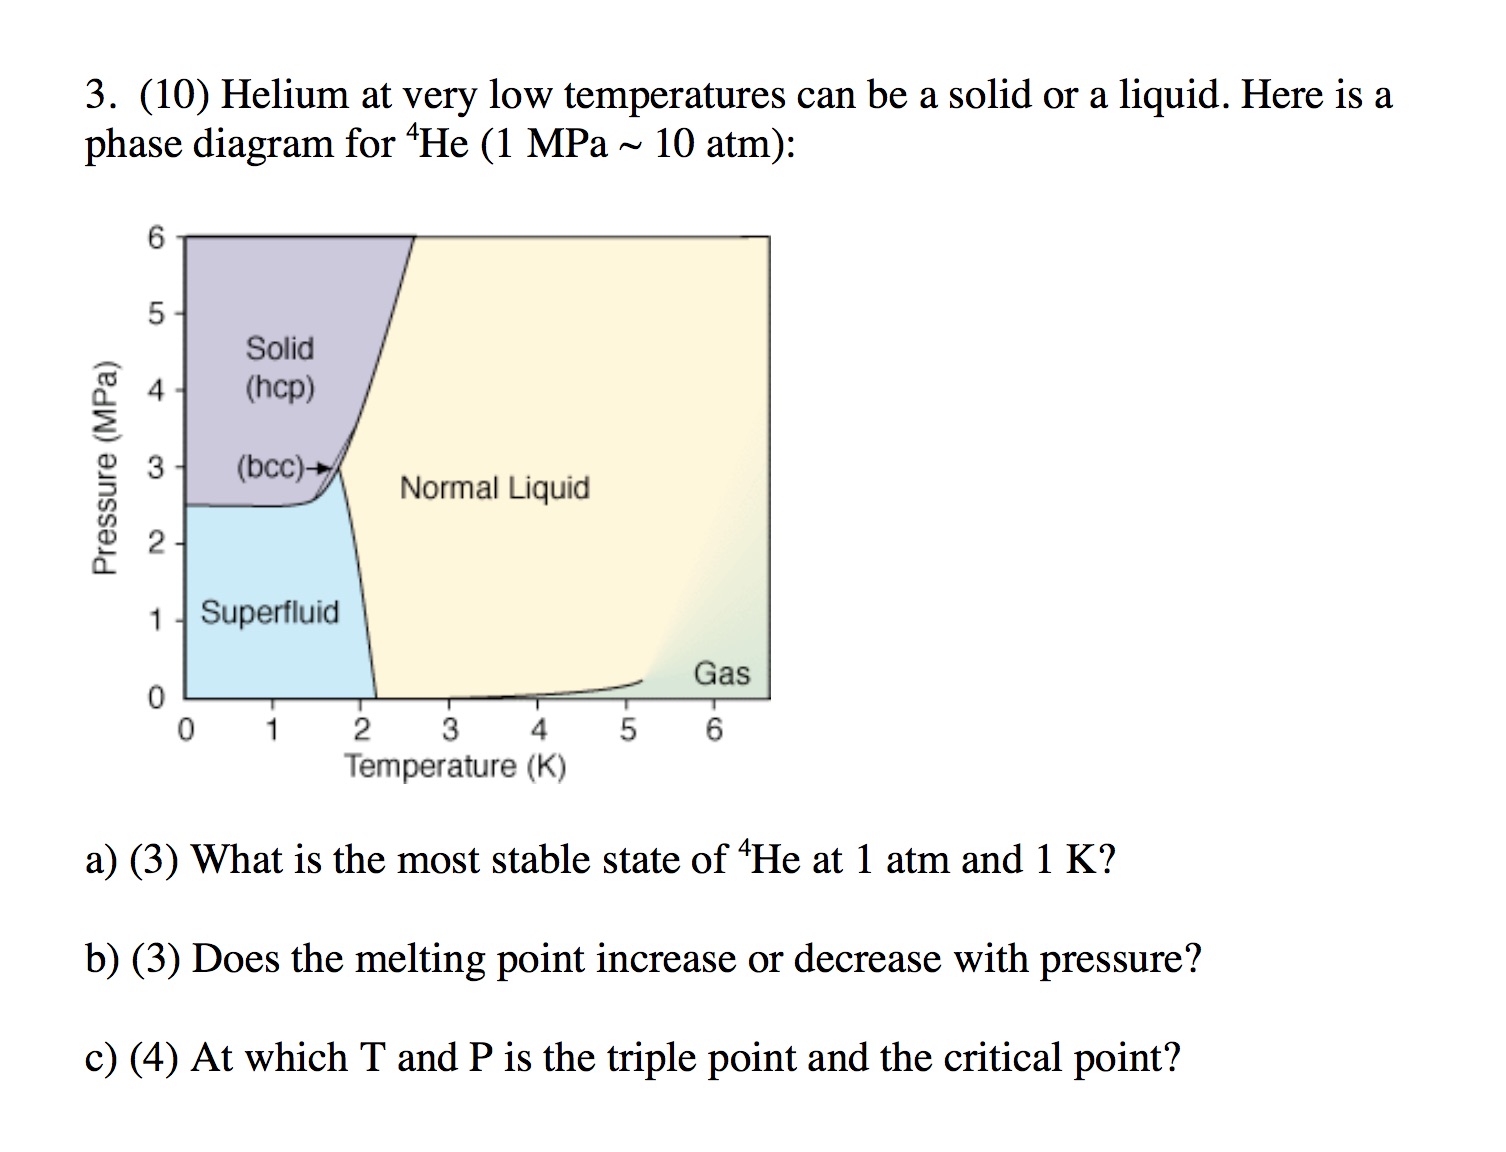 3. (10) Helium at very low temperatures can be a solid or a liquid. Here is a
phase diagram for ⁴He (1 MPa ~ 10 atm):
6
5
4
3
2
1
0
Pressure (MPa)
Solid
(hcp)
(bcc)
Normal Liquid
Superfluid
Gas
0 1 2 3 4 5 6
Temperature (K)
a) (3) What is the most stable state of ⁴He at 1 atm and 1 K?
b) (3) Does the melting point increase or decrease with pressure?
c) (4) At which T and P is the triple point and the critical point?